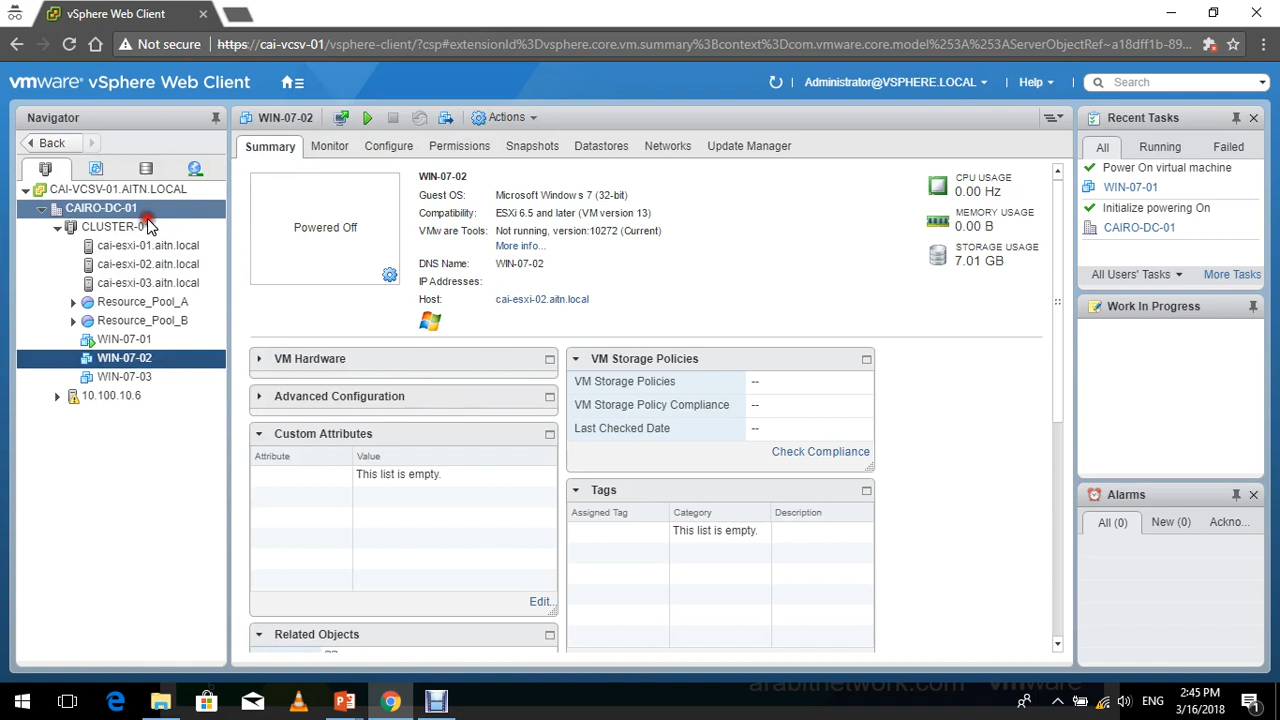 vSphere Web Client
Not secure
https://cai-vcsv-01/vsphere-client/?csp#extensionId%3Dvsphere.core.vm.summary%3Bcontext%3Dcom.vmware.core.model%253A%253AServerObjectRef~a18dff1b-89...
vmware® vSphere Web Client
Administrator@VSPHERE.LOCAL
Help
Search
Navigator
Back
CAI-VCSV-01.AITN.LOCAL
CAIRO-DC-01
cai-esxi-01.aitn.local
cai-esxi-02.aitn.local
cai-esxi-03.aitn.local
Resource_Pool_A
Resource_Pool_B
WIN-07-01
WIN-07-02
WIN-07-03
10.100.10.6
WIN-07-02
Actions
Summary
Monitor
Configure
Permissions
Snapshots
Datastores
Networks
Update Manager
Powered Off
WIN-07-02
Guest OS: Microsoft Windows 7 (32-bit)
Compatibility: ESXi 6.5 and later (VM version 13)
VMware Tools: Not running, version:10272 (Current)
More info...
DNS Name: WIN-07-02
IP Addresses:
Host: cai-esxi-02.aitn.local
CPU USAGE
0.00 Hz
MEMORY USAGE
0.00 B
STORAGE USAGE
7.01 GB
VM Hardware
Advanced Configuration
Custom Attributes
Attribute Value
This list is empty.
Edit...
Related Objects
VM Storage Policies
VM Storage Policies --
VM Storage Policy Compliance --
Last Checked Date --
Check Compliance
Tags
Assigned Tag Category Description
This list is empty.
Recent Tasks
All
Running
Failed
Power On virtual machine
WIN-07-01
Initialize powering On
CAIRO-DC-01
All Users' Tasks
More Tasks
Work In Progress
Alarms
All (0)
New (0)
Ackno...
arabitnetwork.com
ENG
2:45 PM
3/16/2018
1